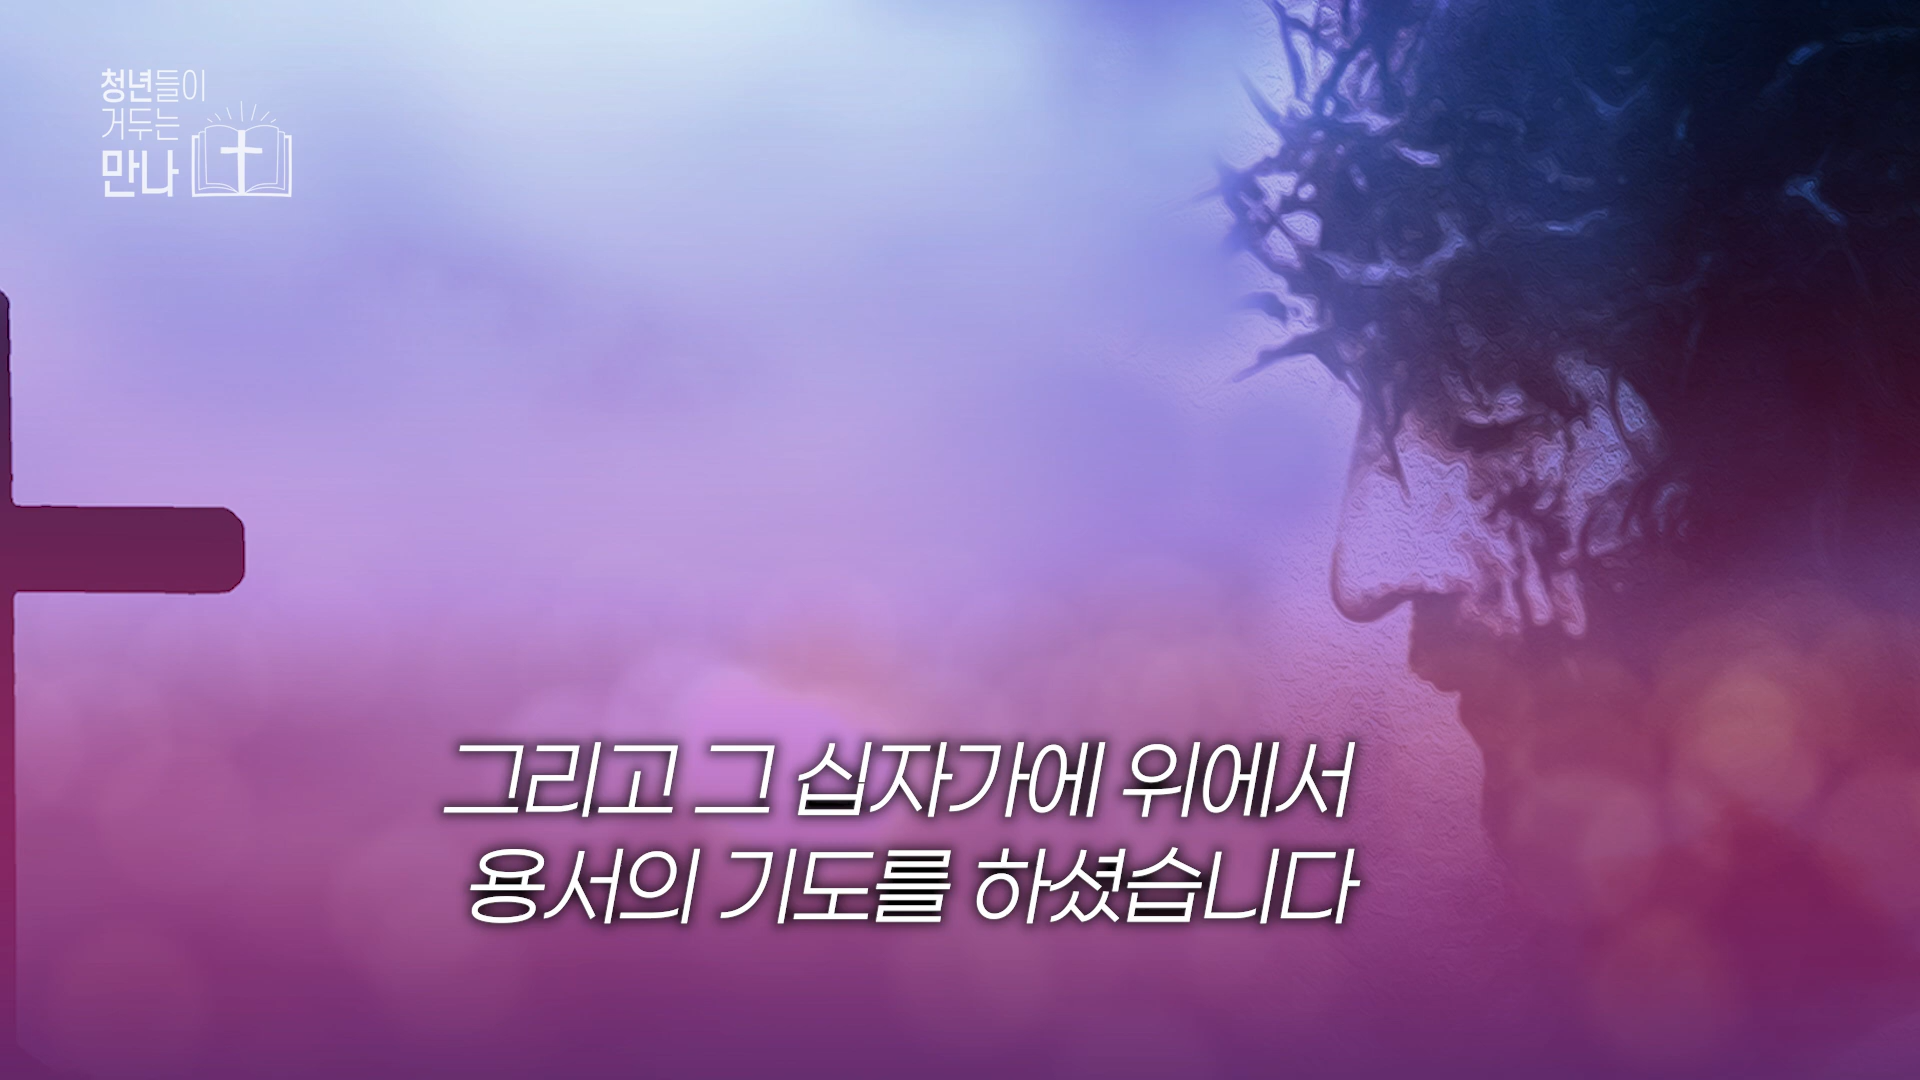 청년들이
거두는
만나
그리고 그 십자가에 위에서
용서의 기도를 하셨습니다